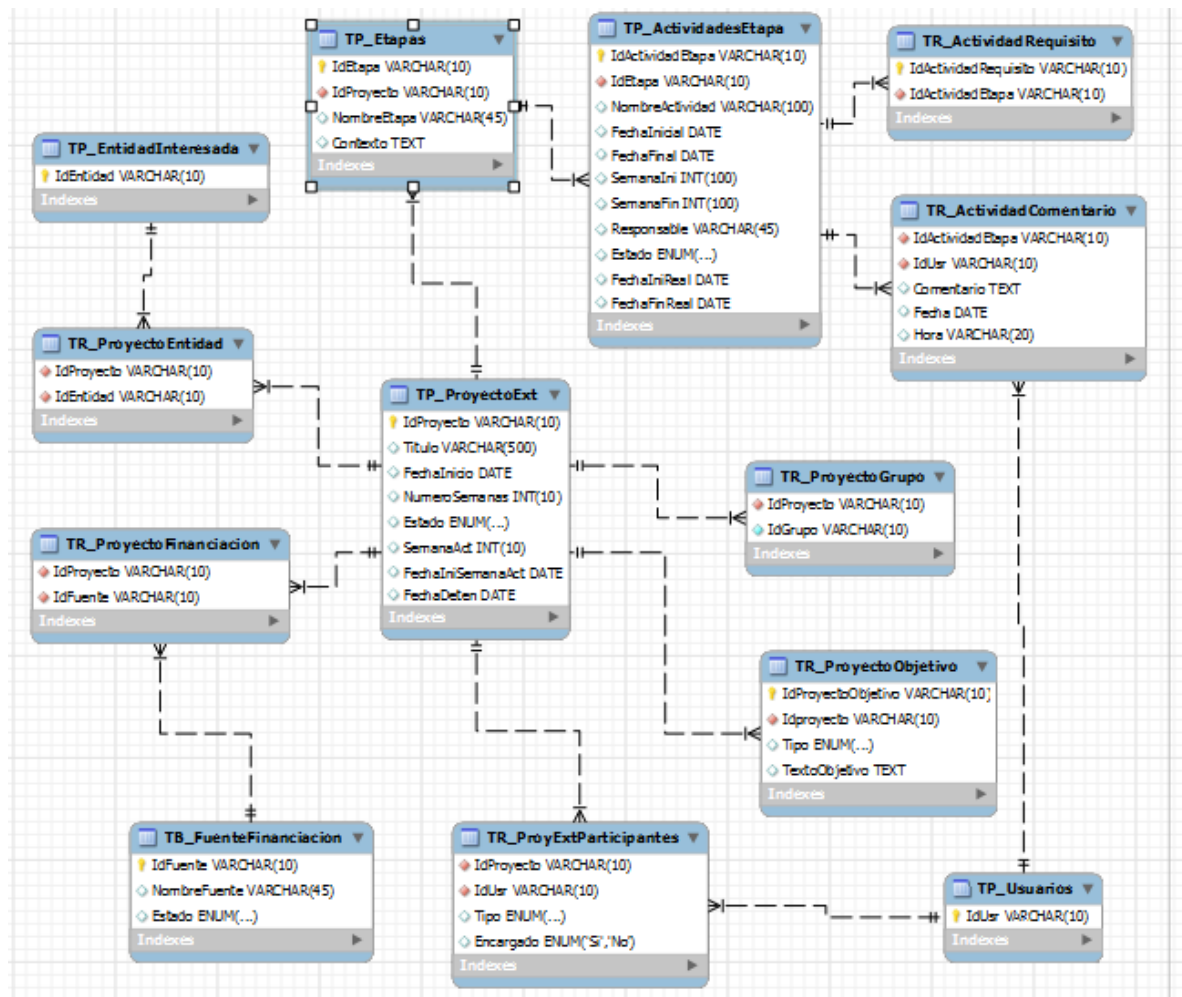 TP_Etapas
IdEtapa VARCHAR(10)
IdProyecto VARCHAR(10)
NombreEtapa VARCHAR(45)
Contexto TEXT
Indexes
TP_ActividadesEtapa
IdActividadEtapa VARCHAR(10)
IdEtapa VARCHAR(10)
NombreActividad VARCHAR(100)
FechaInicial DATE
FechaFinal DATE
SemanaIni INT(100)
SemanaFin INT(100)
Responsable VARCHAR(45)
Estado ENUM(...)
FechaIniReal DATE
FechaFinReal DATE
Indexes
TR_ActividadRequisito
IdActividadRequisito VARCHAR(10)
IdActividadEtapa VARCHAR(10)
Indexes
TP_EntidadInteresada
IdEntidad VARCHAR(10)
Indexes
TR_ActividadComentario
IdActividadEtapa VARCHAR(10)
IdUsr VARCHAR(10)
Comentario TEXT
Fecha DATE
Hora VARCHAR(20)
Indexes
TR_ProyectoEntidad
IdProyecto VARCHAR(10)
IdEntidad VARCHAR(10)
Indexes
TP_ProyectoExt
IdProyecto VARCHAR(10)
Titulo VARCHAR(500)
FechaInicio DATE
NumeroSemanas INT(10)
Estado ENUM(...)
SemanaAct INT(10)
FechaIniSemanaAct DATE
FechaDeten DATE
Indexes
TR_ProyectoGrupo
IdProyecto VARCHAR(10)
IdGrupo VARCHAR(10)
Indexes
TR_ProyectoFinanciacion
IdProyecto VARCHAR(10)
IdFuente VARCHAR(10)
Indexes
TR_ProyectoObjetivo
IdProyectoObjetivo VARCHAR(10)
Idproyecto VARCHAR(10)
Tipo ENUM(...)
TextoObjetivo TEXT
Indexes
TB_FuenteFinanciacion
IdFuente VARCHAR(10)
NombreFuente VARCHAR(45)
Estado ENUM(...)
Indexes
TR_ProyExtParticipantes
IdProyecto VARCHAR(10)
IdUsr VARCHAR(10)
Tipo ENUM(...)
Encargado ENUM('Si','No')
Indexes
TP_Usuarios
IdUsr VARCHAR(10)
Indexes